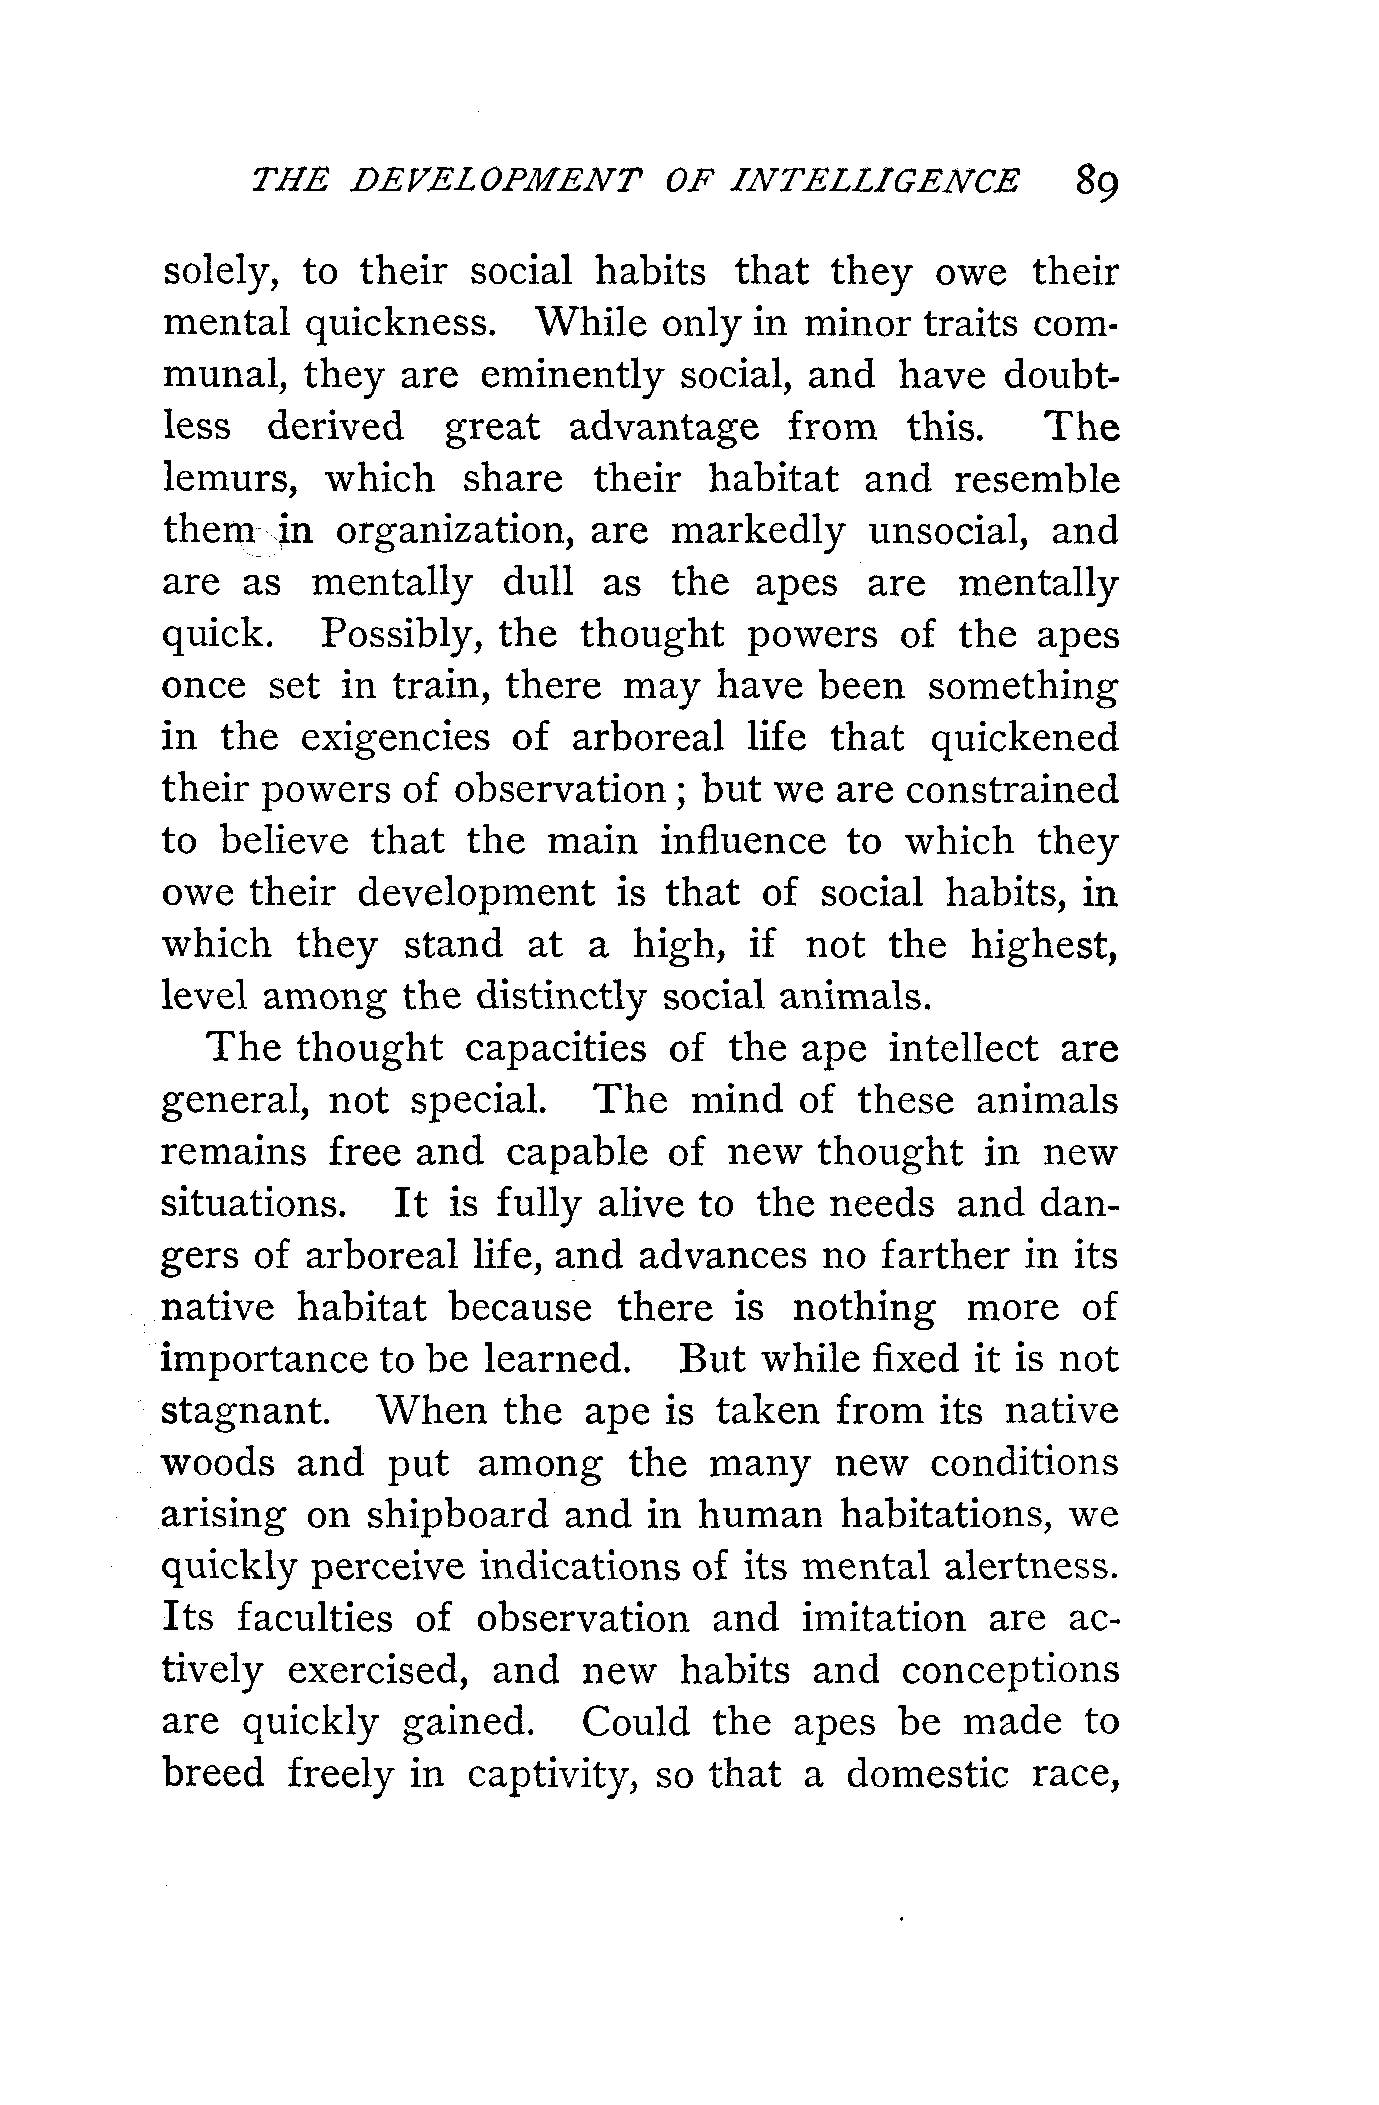 THE DEVELOPMENT OF INTELLIGENCE 89
solely, to their social habits that they owe their
mental quickness. While only in minor traits com-
munal, they are eminently social, and have doubt-
less derived great advantage from this. The
lemurs, which share their habitat and resemble
them in organization, are markedly unsocial, and
are as mentally dull as the apes are mentally
quick. Possibly, the thought powers of the apes
once set in train, there may have been something
in the exigencies of arboreal life that quickened
their powers of observation ; but we are constrained
to believe that the main influence to which they
owe their development is that of social habits, in
which they stand at a high, if not the highest,
level among the distinctly social animals.
The thought capacities of the ape intellect are
general, not special. The mind of these animals
remains free and capable of new thought in new
situations. It is fully alive to the needs and dan-
gers of arboreal life, and advances no farther in its
native habitat because there is nothing more of
importance to be learned. But while fixed it is not
stagnant. When the ape is taken from its native
woods and put among the many new conditions
arising on shipboard and in human habitations, we
quickly perceive indications of its mental alertness.
Its faculties of observation and imitation are ac-
tively exercised, and new habits and conceptions
are quickly gained. Could the apes be made to
breed freely in captivity, so that a domestic race,